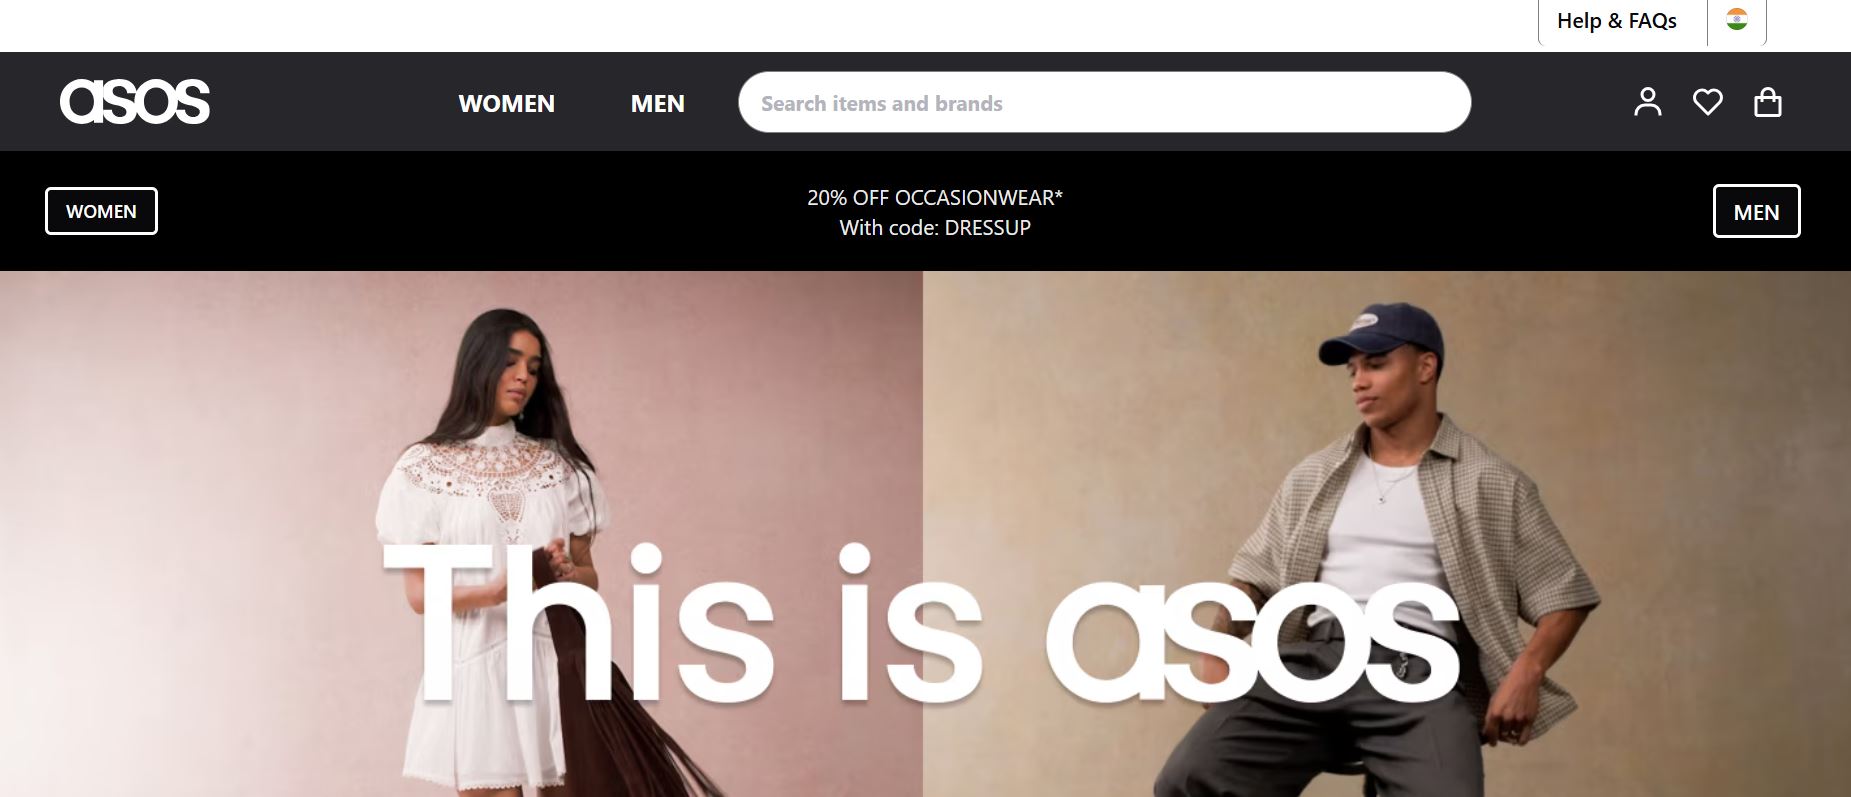 Help & FAQs
asos
WOMEN
MEN
Search items and brands
WOMEN
20% OFF OCCASIONWEAR*
With code: DRESSUP
MEN
This is asos